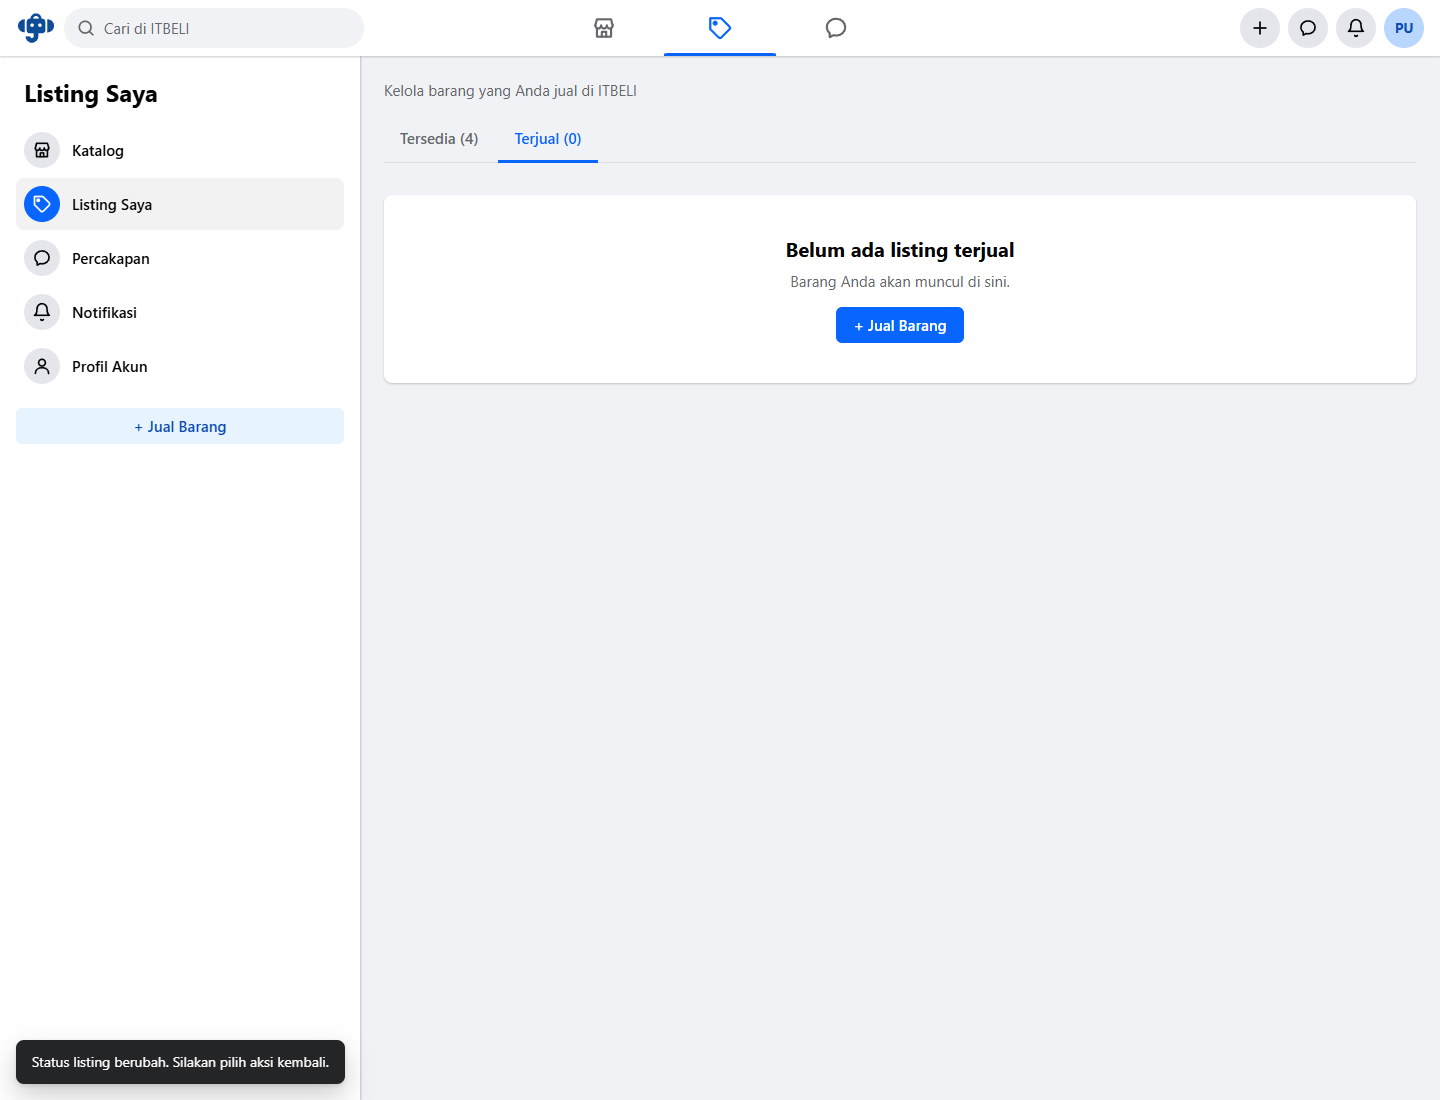 Cari di ITBELI
PU
Listing Saya
Katalog
Listing Saya
Percakapan
Notifikasi
Profil Akun
+ Jual Barang
Kelola barang yang Anda jual di ITBELI
Tersedia (4)
Terjual (0)
Belum ada listing terjual
Barang Anda akan muncul di sini.
+ Jual Barang
Status listing berubah. Silakan pilih aksi kembali.